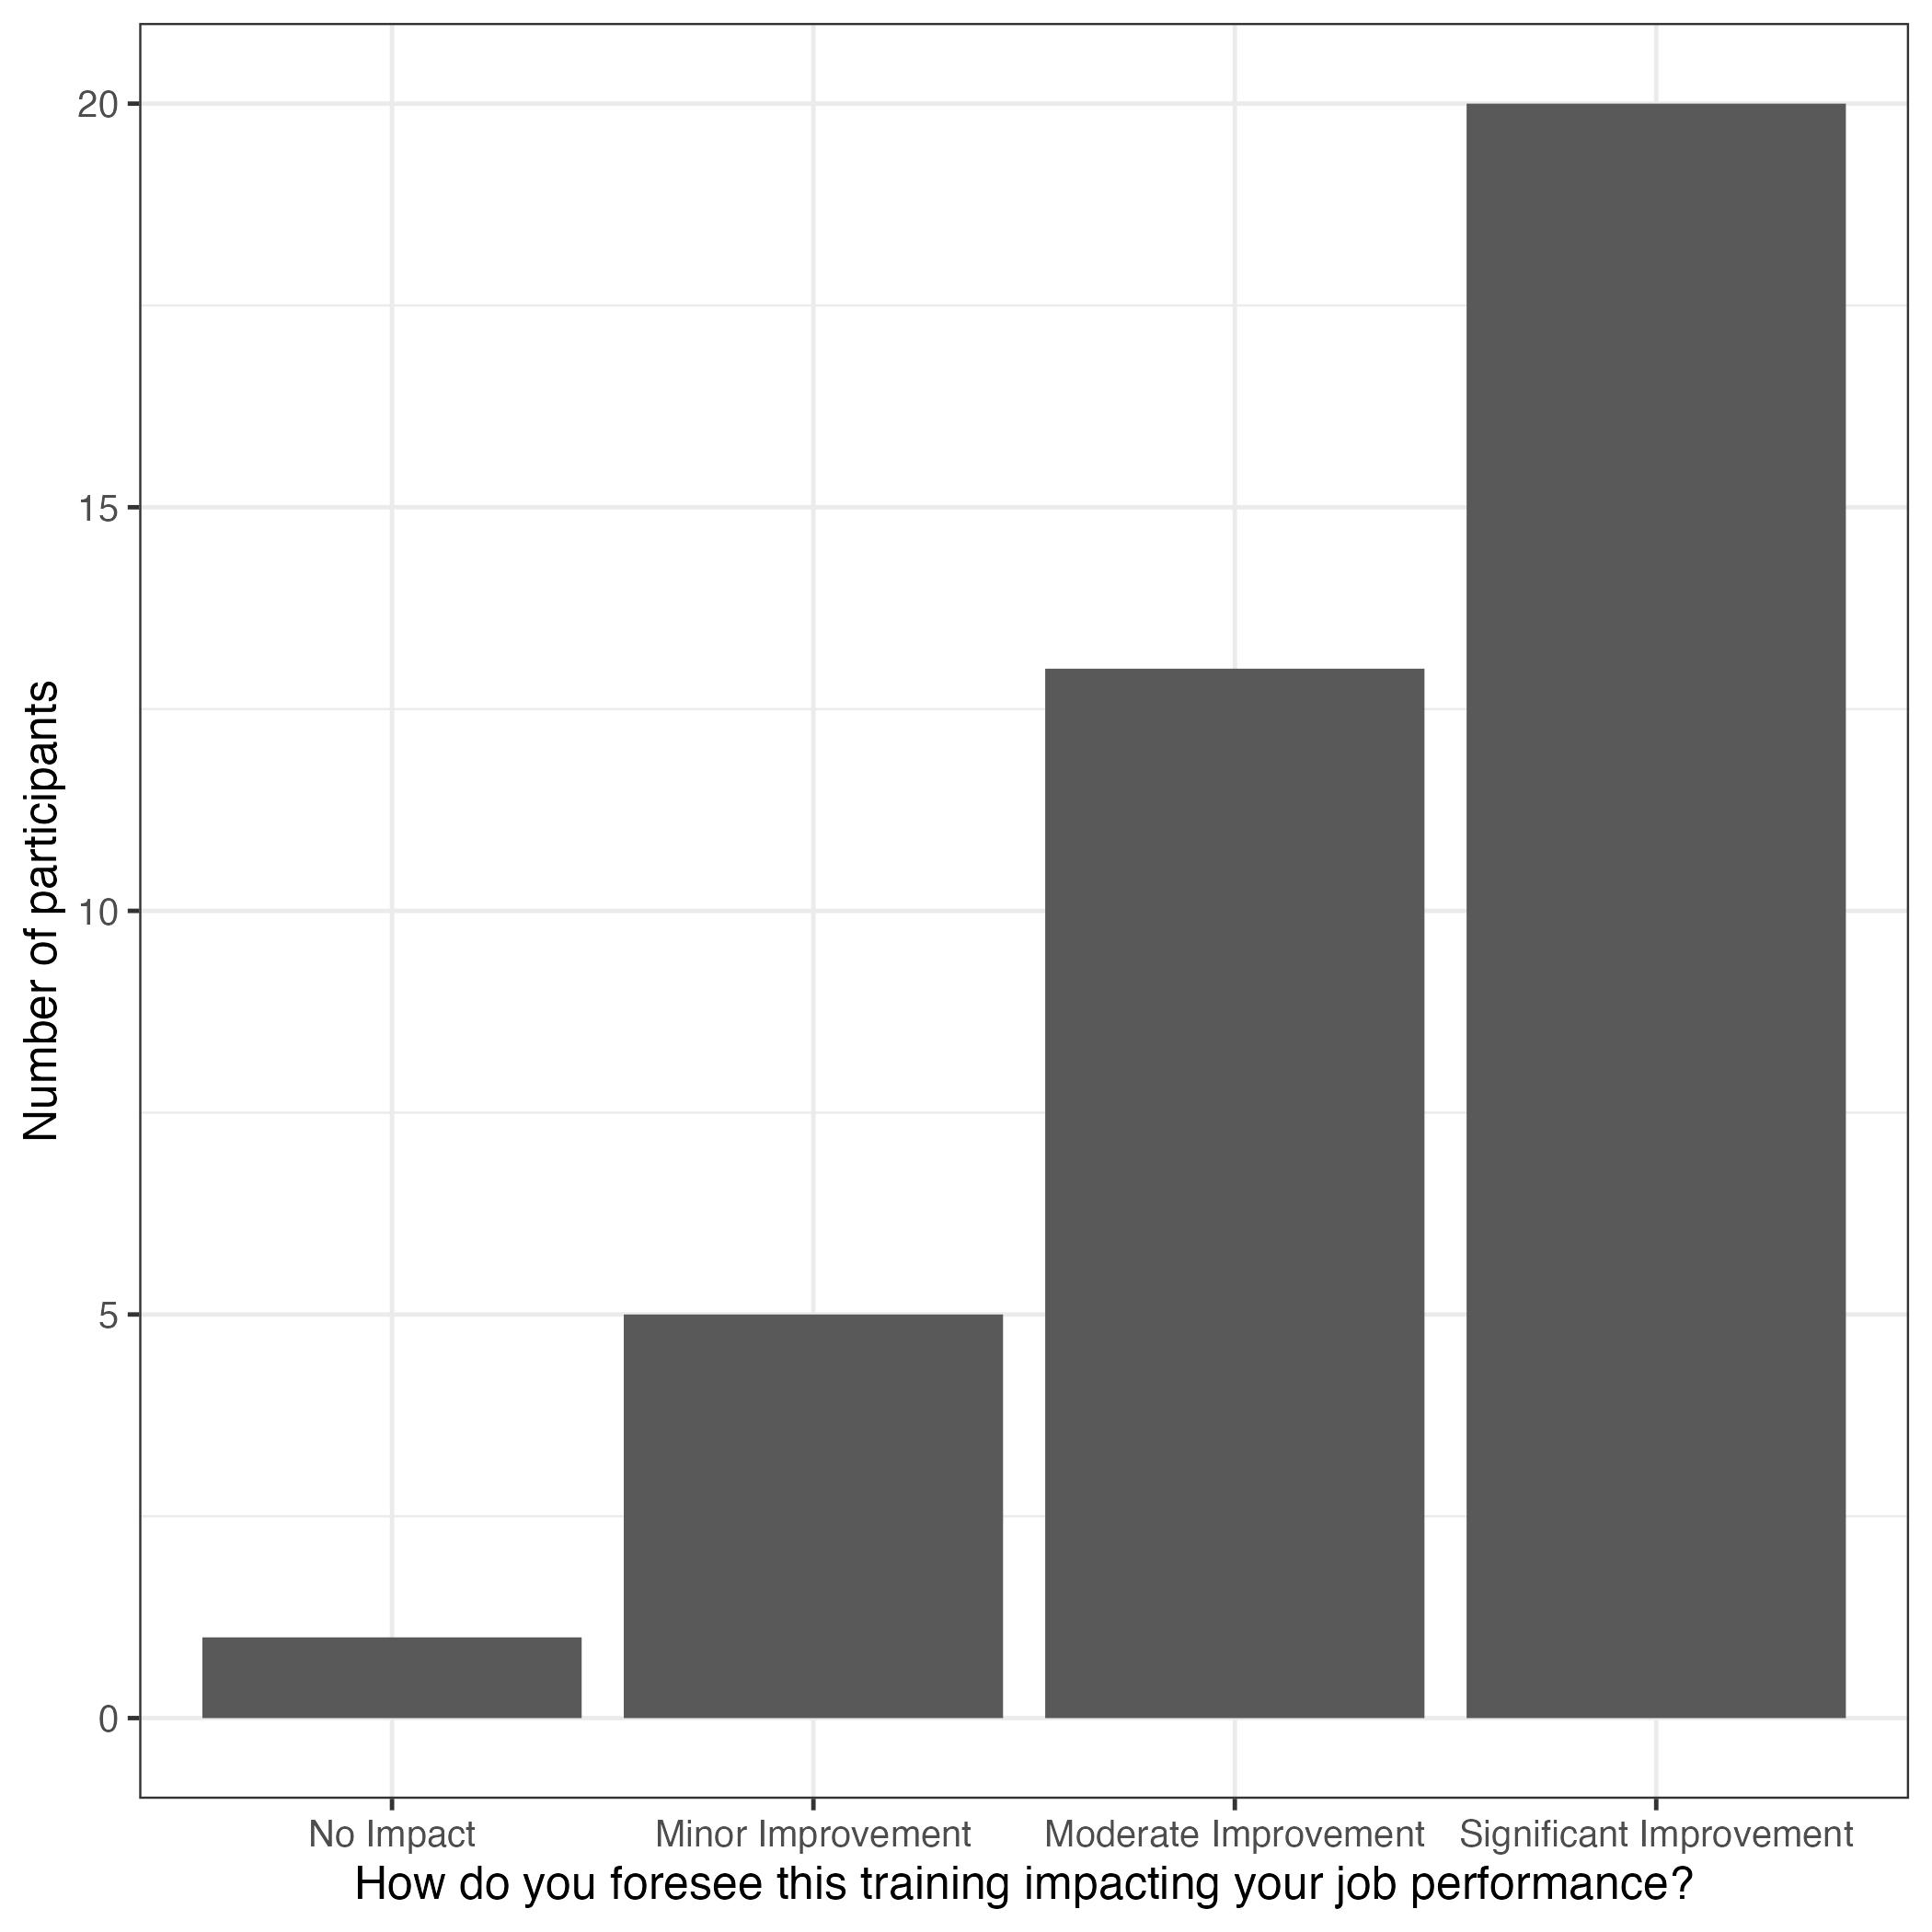 20
15
10
5
0
Number of participants
No Impact
Minor Improvement
Moderate Improvement
Significant Improvement
How do you foresee this training impacting your job performance?